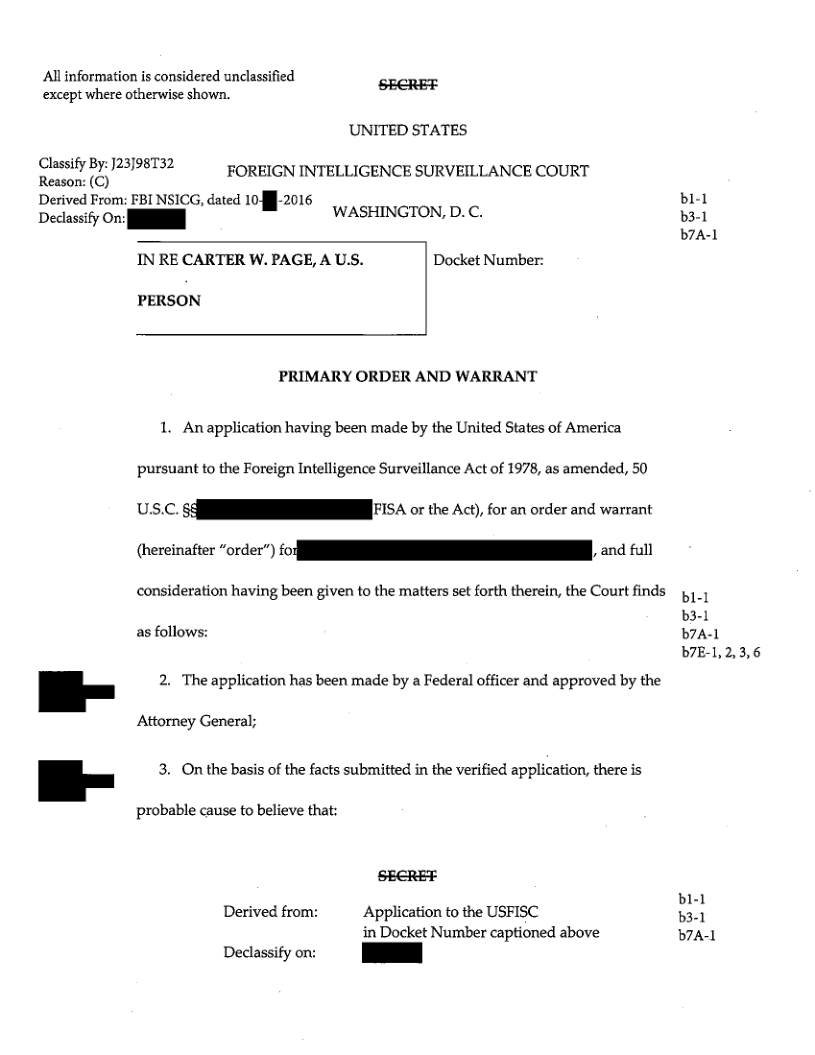 All information is considered unclassified
except where otherwise shown.
SECRET
UNITED STATES
Classify By: J23J98T32
Reason: (C)
Derived From: FBI NSICG, dated 10- -2016
Declassify On:
FOREIGN INTELLIGENCE SURVEILLANCE COURT
WASHINGTON, D. C.
b1-1
b3-1
b7A-1
IN RE CARTER W. PAGE, A U.S.
PERSON
Docket Number:
PRIMARY ORDER AND WARRANT
1. An application having been made by the United States of America
pursuant to the Foreign Intelligence Surveillance Act of 1978, as amended, 50
U.S.C. §§ FISA or the Act), for an order and warrant
(hereinafter "order") for , and full
consideration having been given to the matters set forth therein, the Court finds
as follows:
b1-1
b3-1
b7A-1
b7E-1, 2, 3, 6
2. The application has been made by a Federal officer and approved by the
Attorney General;
3. On the basis of the facts submitted in the verified application, there is
probable cause to believe that:
SECRET
Derived from: Application to the USFISC
in Docket Number captioned above
Declassify on:
b1-1
b3-1
b7A-1